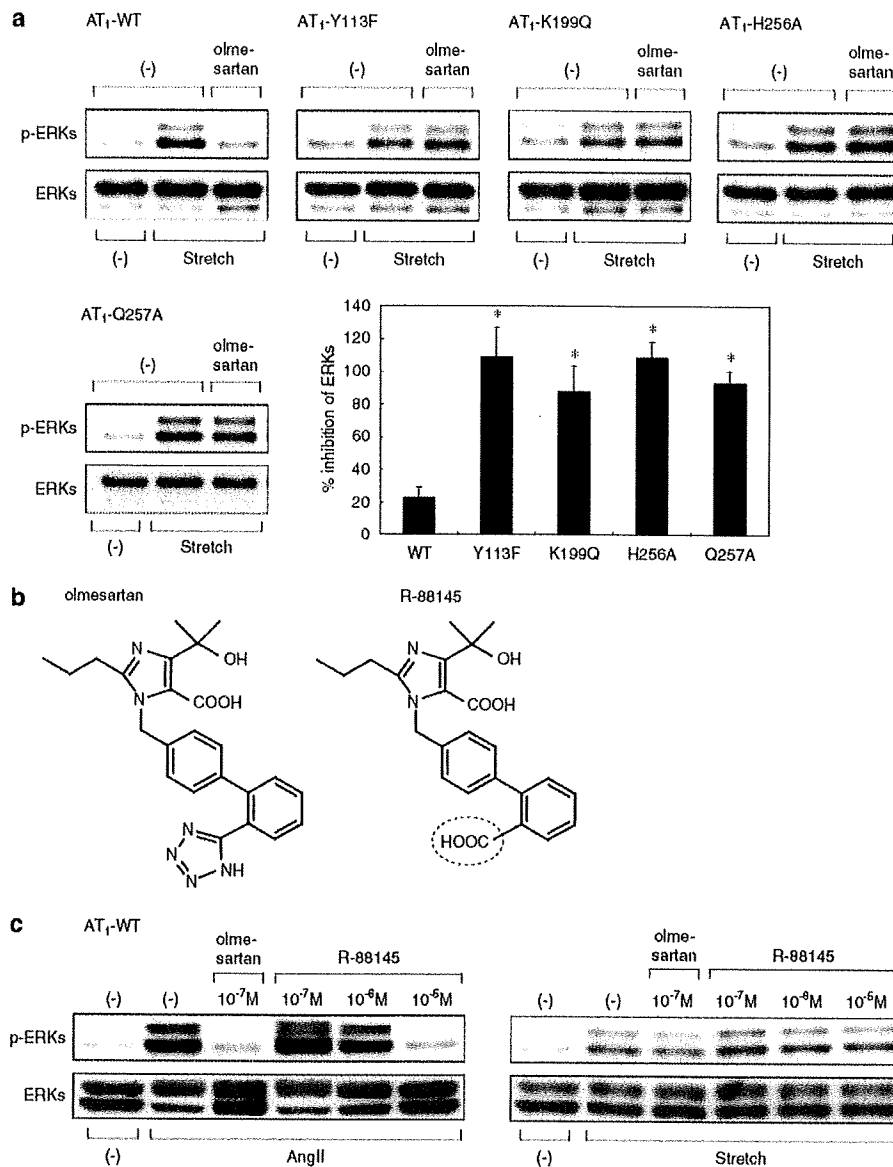 a
AT1-WT
AT1-Y113F
AT1-K199Q
AT1-H256A
(-)
olme-
sartan
(-)
olme-
sartan
(-)
olme-
sartan
(-)
olme-
sartan
p-ERKs
ERKs
(-)
Stretch
(-)
Stretch
(-)
Stretch
(-)
Stretch
AT1-Q257A
(-)
olme-
sartan
p-ERKs
ERKs
(-)
Stretch
% inhibition of ERKs
140
120
100
80
60
40
20
0
*
*
*
*
WT
Y113F
K199Q
H256A
Q257A
b
olmesartan
R-88145
N
OH
N
COOH
N
N
N
NH
N
OH
N
COOH
HOOC
c
AT1-WT
olme-
sartan
R-88145
(-)
(-)
10-7M
10-7M
10-6M
10-5M
p-ERKs
ERKs
(-)
AngII
olme-
sartan
R-88145
(-)
(-)
10-7M
10-7M
10-6M
10-5M
(-)
Stretch